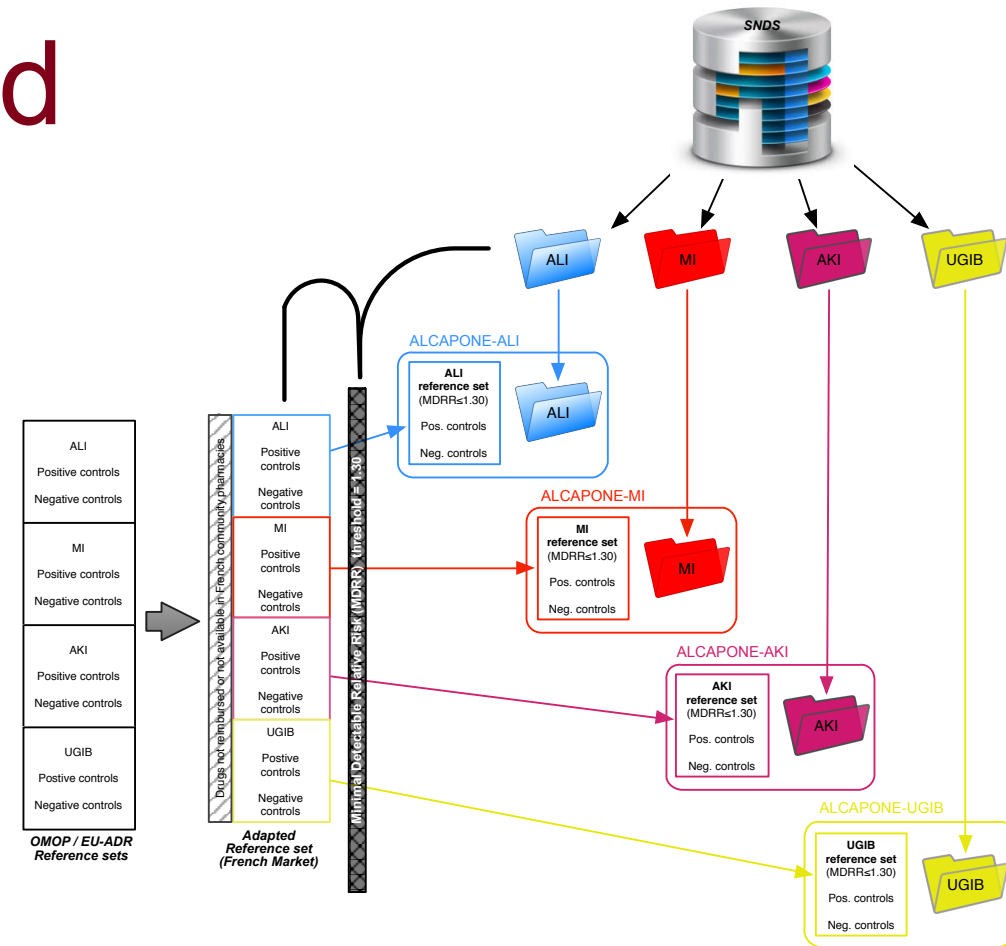 d
SNDS
ALI
MI
AKI
UGIB
ALCAPONE-ALI
ALI
reference set
(MDRR≤1.30)
Pos. controls
Neg. controls
ALI
ALCAPONE-MI
MI
reference set
(MDRR≤1.30)
Pos. controls
Neg. controls
MI
ALCAPONE-AKI
AKI
reference set
(MDRR≤1.30)
Pos. controls
Neg. controls
AKI
ALCAPONE-UGIB
UGIB
reference set
(MDRR≤1.30)
Pos. controls
Neg. controls
UGIB
ALI
Positive controls
Negative controls
MI
Positive controls
Negative controls
AKI
Positive controls
Negative controls
UGIB
Postive controls
Negative controls
OMOP / EU-ADR
Reference sets
Drugs not reimbursed or not available in French community pharmacies
ALI
Positive
controls
Negative
controls
MI
Positive
controls
Negative
controls
AKI
Positive
controls
Negative
controls
UGIB
Postive
controls
Negative
controls
Adapted
Reference set
(French Market)
Minimal Detectable Relative Risk (MDRR) threshold = 1.30